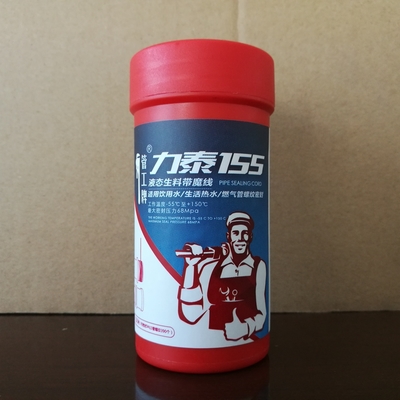 管工牌
®
力泰155
液态生料带魔线
PIPE SEALING CORD
适用饮用水/生活热水/燃气管螺纹密封
工作温度-55℃至+150℃
最大密封压力68Mpa